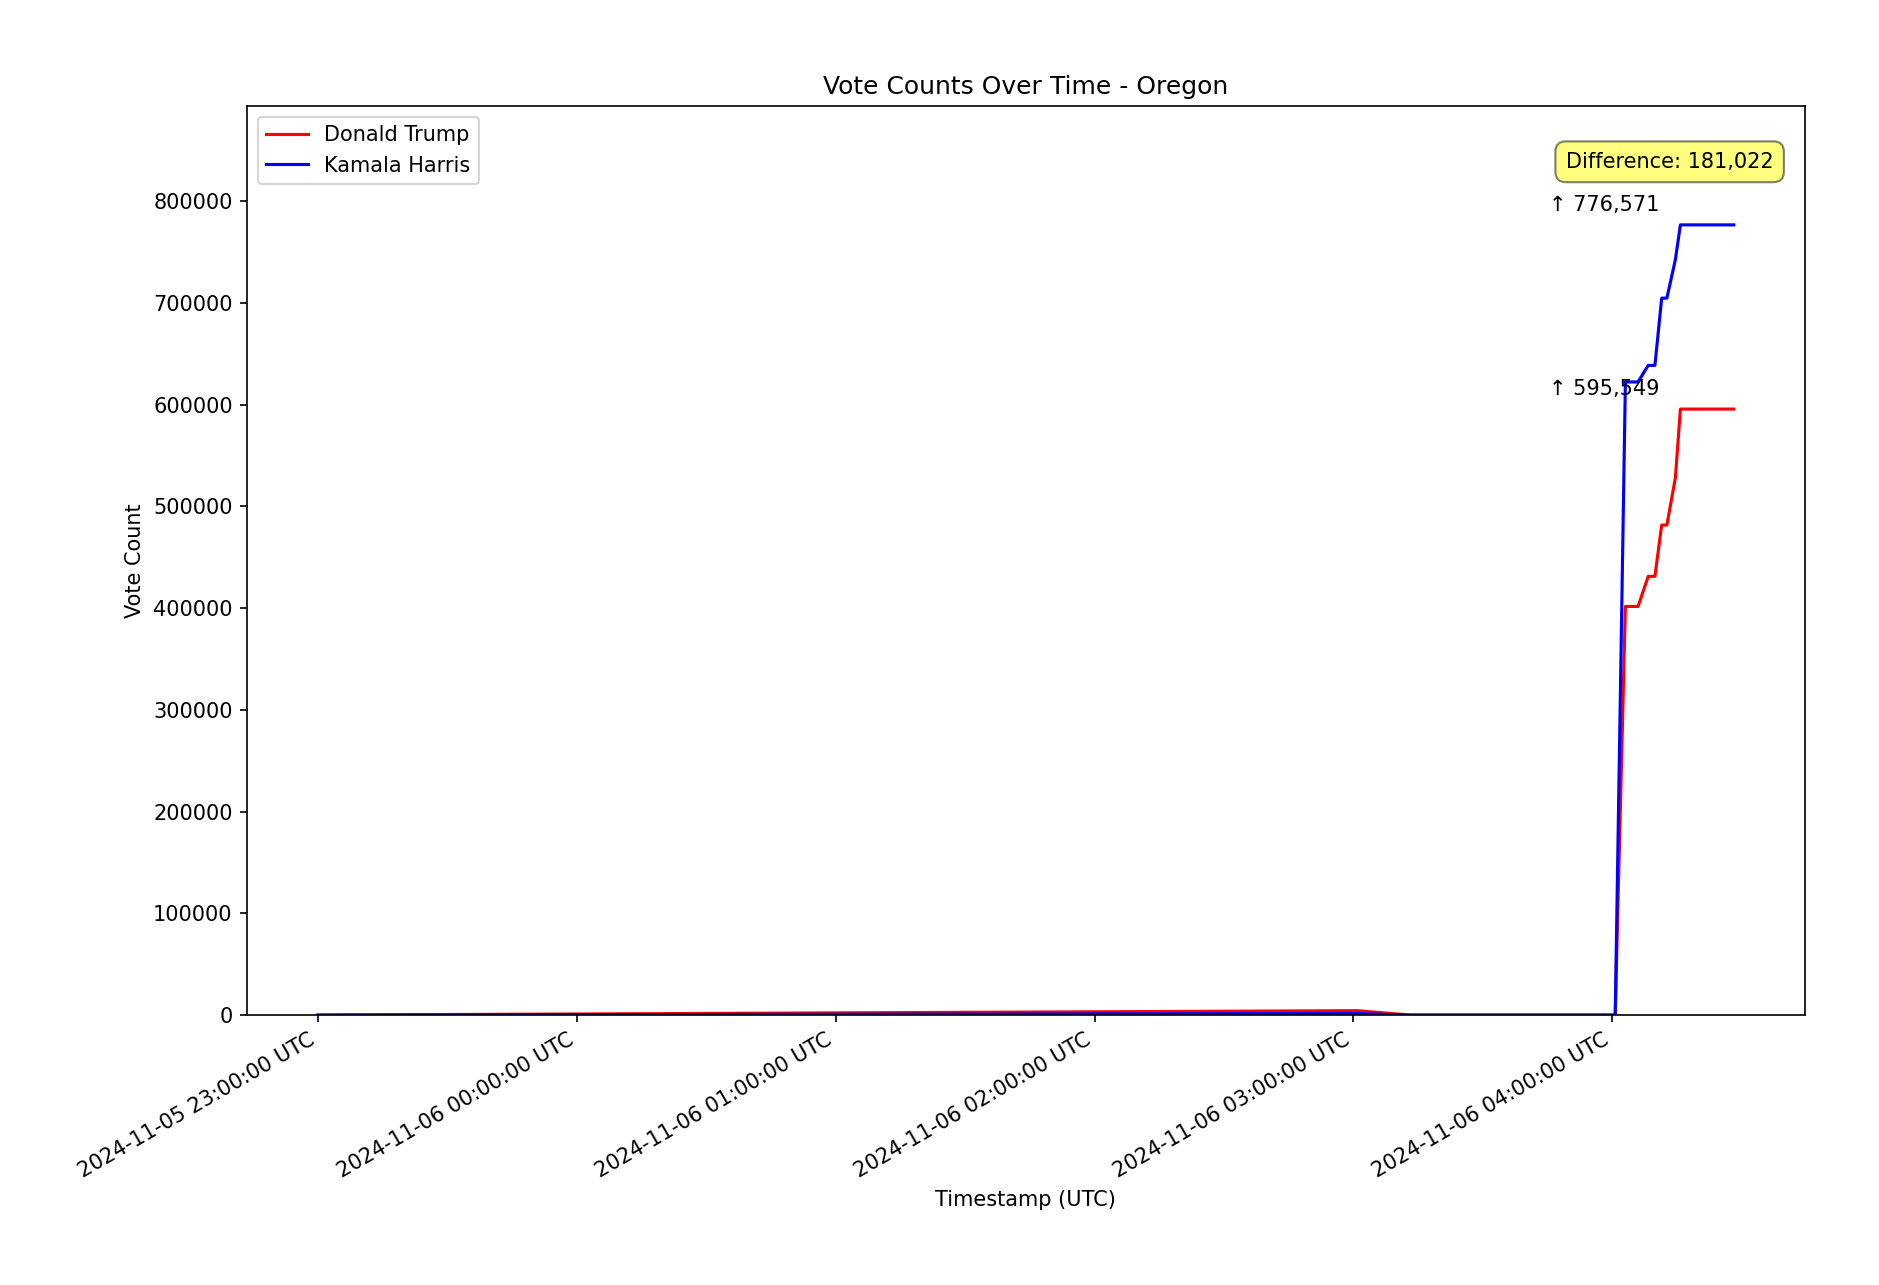 Vote Counts Over Time - Oregon
Donald Trump
Kamala Harris
Difference: 181,022
↑ 776,571
↑ 595,549
Vote Count
800000
700000
600000
500000
400000
300000
200000
100000
0
2024-11-05 23:00:00 UTC
2024-11-06 00:00:00 UTC
2024-11-06 01:00:00 UTC
2024-11-06 02:00:00 UTC
2024-11-06 03:00:00 UTC
2024-11-06 04:00:00 UTC
Timestamp (UTC)